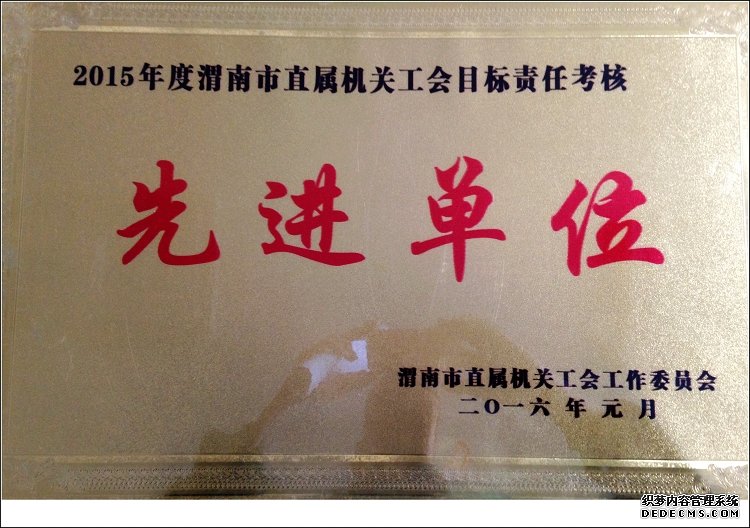 2015年度渭南市直属机关工会目标责任考核
先进单位
渭南市直属机关工会工作委员会
二O一六年元月
织梦内容管理系统
DEDECMS.COM